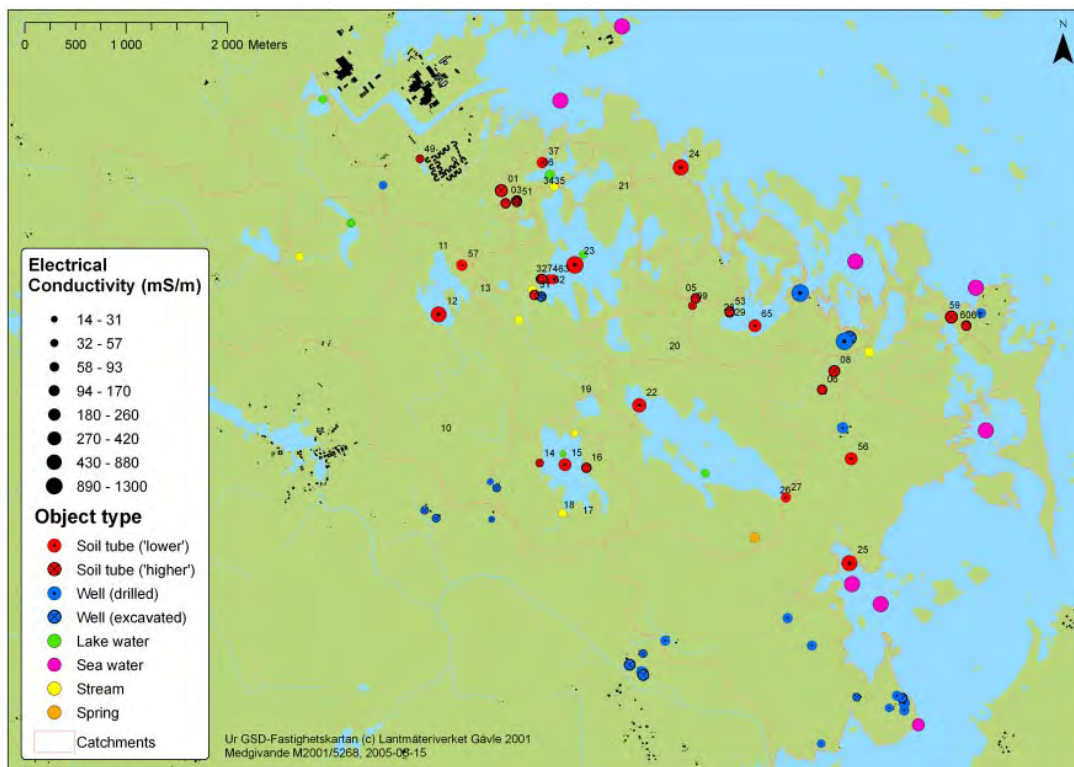 0 500 1 000 2 000 Meters
N
49
37
24
01
03 51
3435
21
11
57
23
13
12
05
53
29
65
59
6061
20
08
06
22
19
10
14
15
16
56
26 27
18
17
25
Electrical
Conductivity (mS/m)
14 - 31
32 - 57
58 - 93
94 - 170
180 - 260
270 - 420
430 - 880
890 - 1300
Object type
Soil tube ('lower')
Soil tube ('higher')
Well (drilled)
Well (excavated)
Lake water
Sea water
Stream
Spring
Catchments
Ur GSD-Fastighetskartan (c) Lantmäteriverket Gävle 2001
Medgivande M2001/5268, 2005-06-15